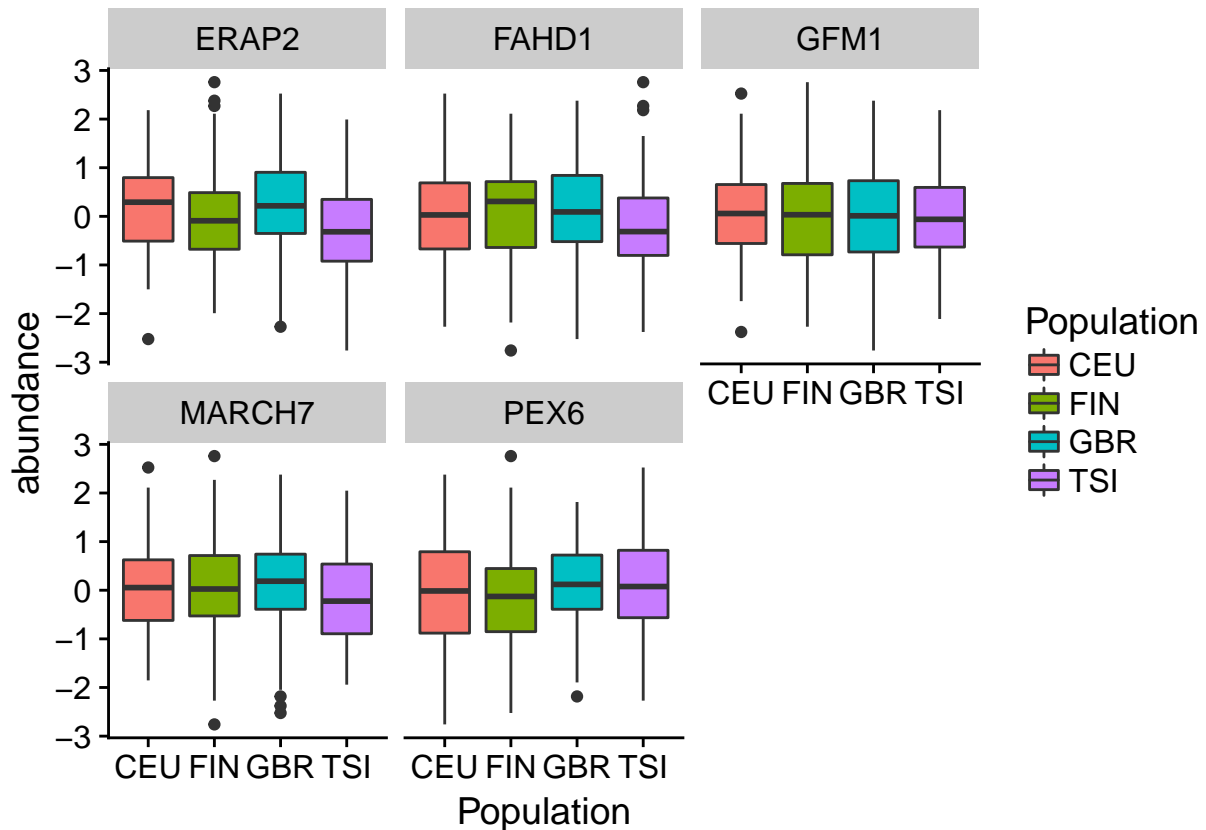 ERAP2 FAHD1 GFM1
3
2
1
0
–1
–2
–3
CEU FIN GBR TSI
MARCH7 PEX6
3
2
1
0
–1
–2
–3
CEU FIN GBR TSI CEU FIN GBR TSI
Population
abundance
Population
CEU
FIN
GBR
TSI